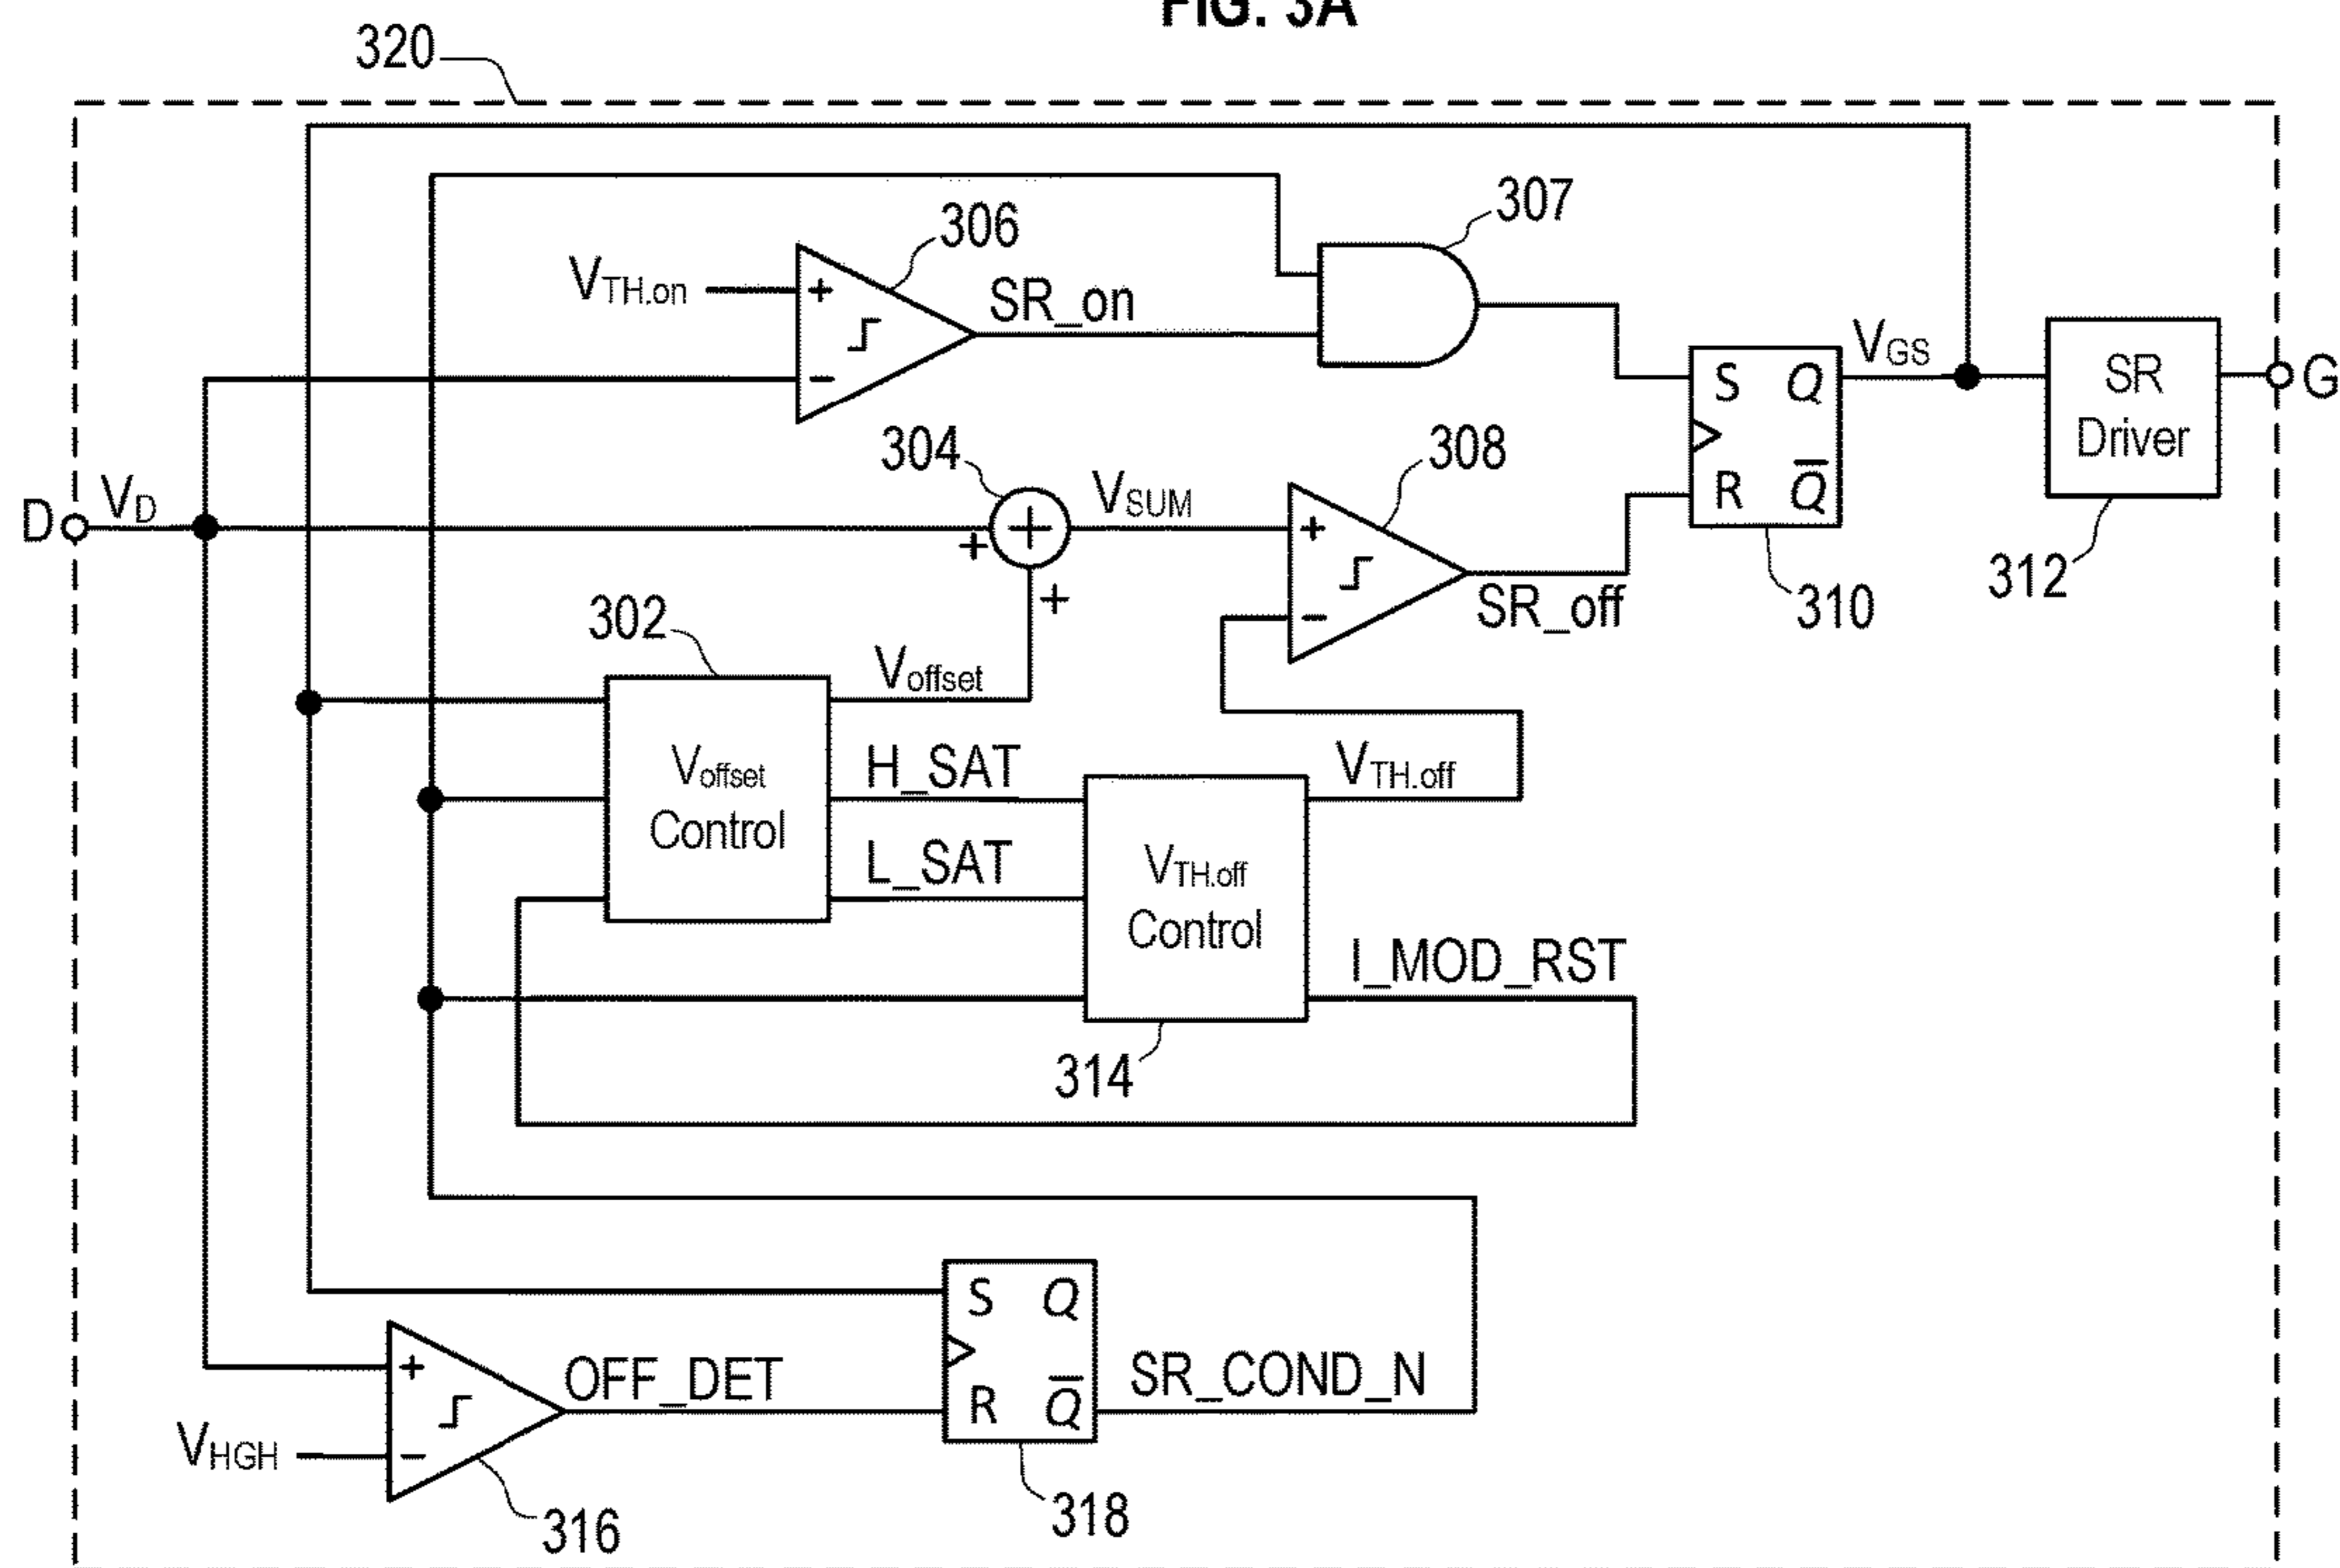 FIG. 3A
320
307
306
VTH.on
+
SR_on
−
VGS
S Q
R Q̅
SR
Driver
G
304
308
D
VD
+
+
VSUM
+
−
SR_off
310
312
302
Voffset
Voffset
Control
H_SAT
L_SAT
VTH.off
VTH.off
Control
I_MOD_RST
314
S Q
R Q̅
OFF_DET
SR_COND_N
+
VHGH
−
316
318